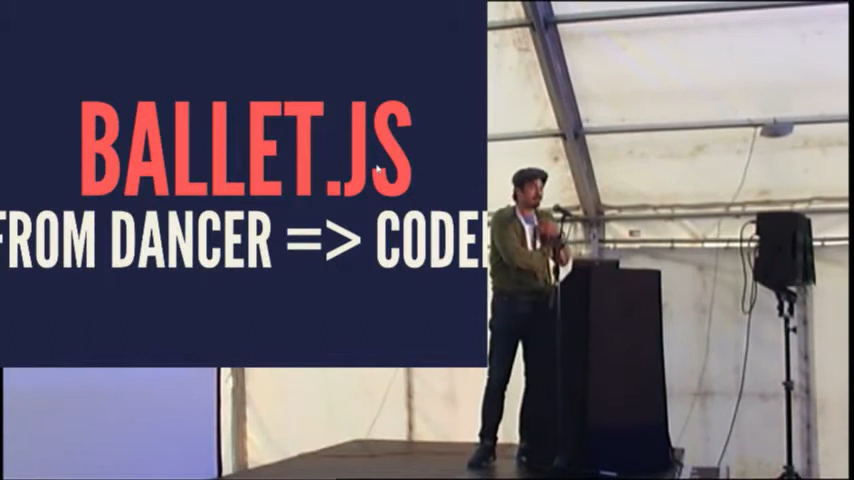 BALLET.JS
FROM DANCER => CODE